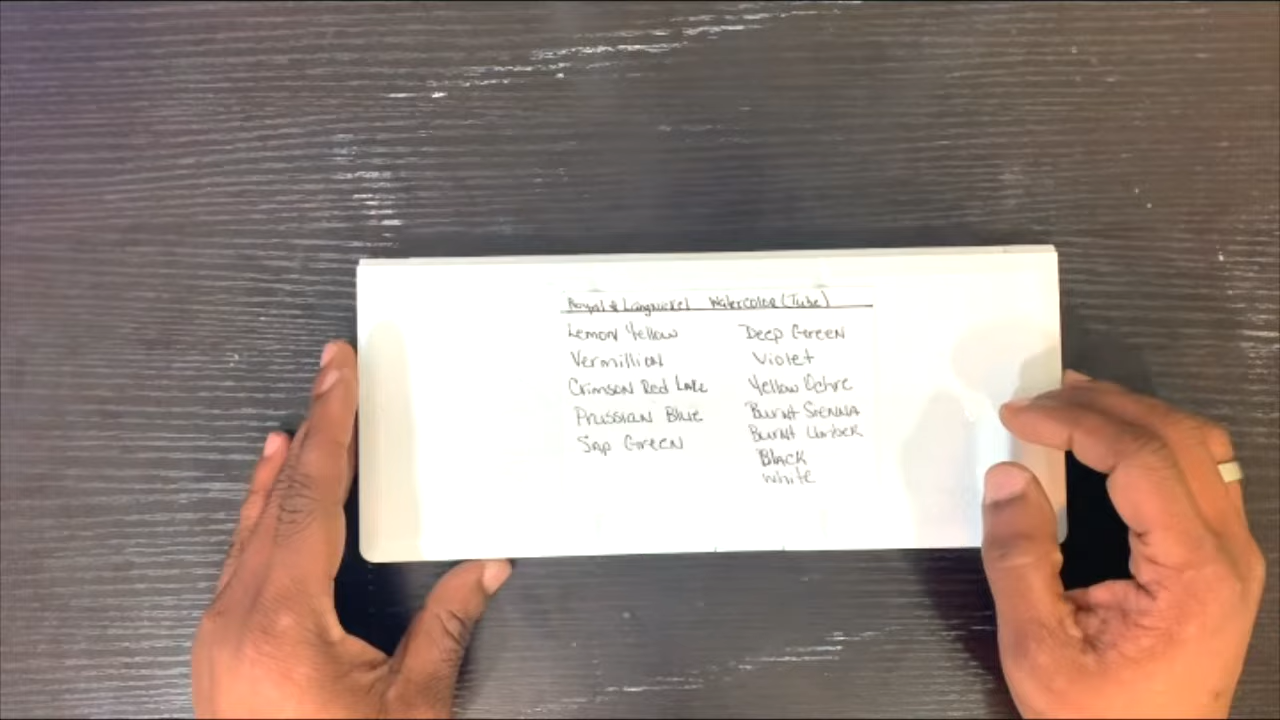 Royal & Langnickel Watercolor (Tube)
Lemon Yellow
Vermillion
Crimson Red Lake
Prussian Blue
Sap Green
Deep Green
Violet
Yellow Ochre
Burnt Sienna
Burnt Umber
Black
White